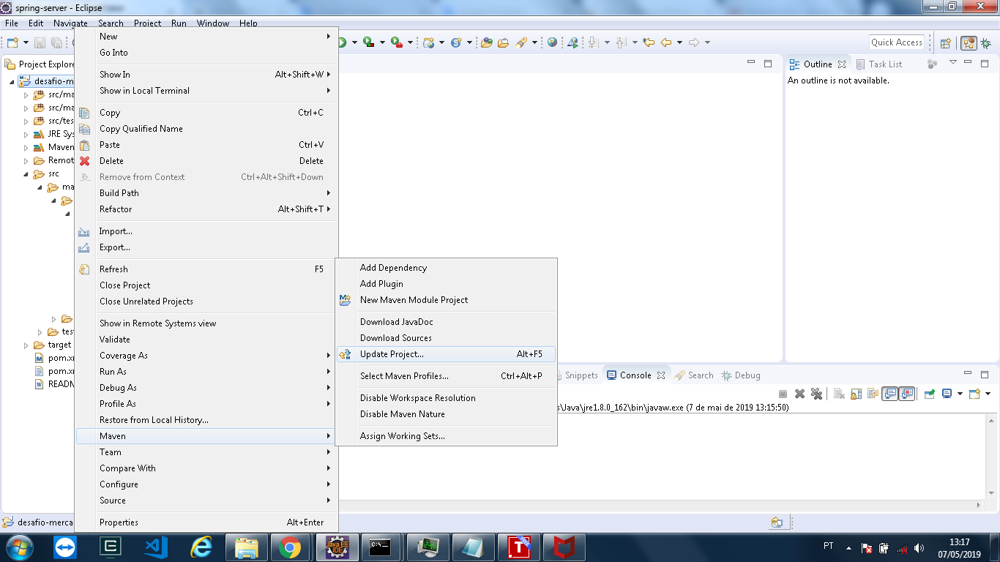 spring-server - Eclipse
File Edit Navigate Search Project Run Window Help
Quick Access
Project Explore
desafio-m
src/ma
src/ma
src/tes
JRE Sys
Maven
Remot
src
ma
tes
target
pom.xm
pom.xm
READM
New
Go Into
Show In Alt+Shift+W
Show in Local Terminal
Copy Ctrl+C
Copy Qualified Name
Paste Ctrl+V
Delete Delete
Remove from Context Ctrl+Alt+Shift+Down
Build Path
Refactor Alt+Shift+T
Import...
Export...
Refresh F5
Close Project
Close Unrelated Projects
Show in Remote Systems view
Validate
Coverage As
Run As
Debug As
Profile As
Restore from Local History...
Maven
Team
Compare With
Configure
Source
Properties Alt+Enter
Add Dependency
Add Plugin
New Maven Module Project
Download JavaDoc
Download Sources
Update Project... Alt+F5
Select Maven Profiles... Ctrl+Alt+P
Disable Workspace Resolution
Disable Maven Nature
Assign Working Sets...
Outline Task List
An outline is not available.
Snippets Console Search Debug
s\Java\jre1.8.0_162\bin\javaw.exe (7 de mai de 2019 13:15:50)
desafio-merca
Java EE
IDE
C:\_
PT
13:17
07/05/2019